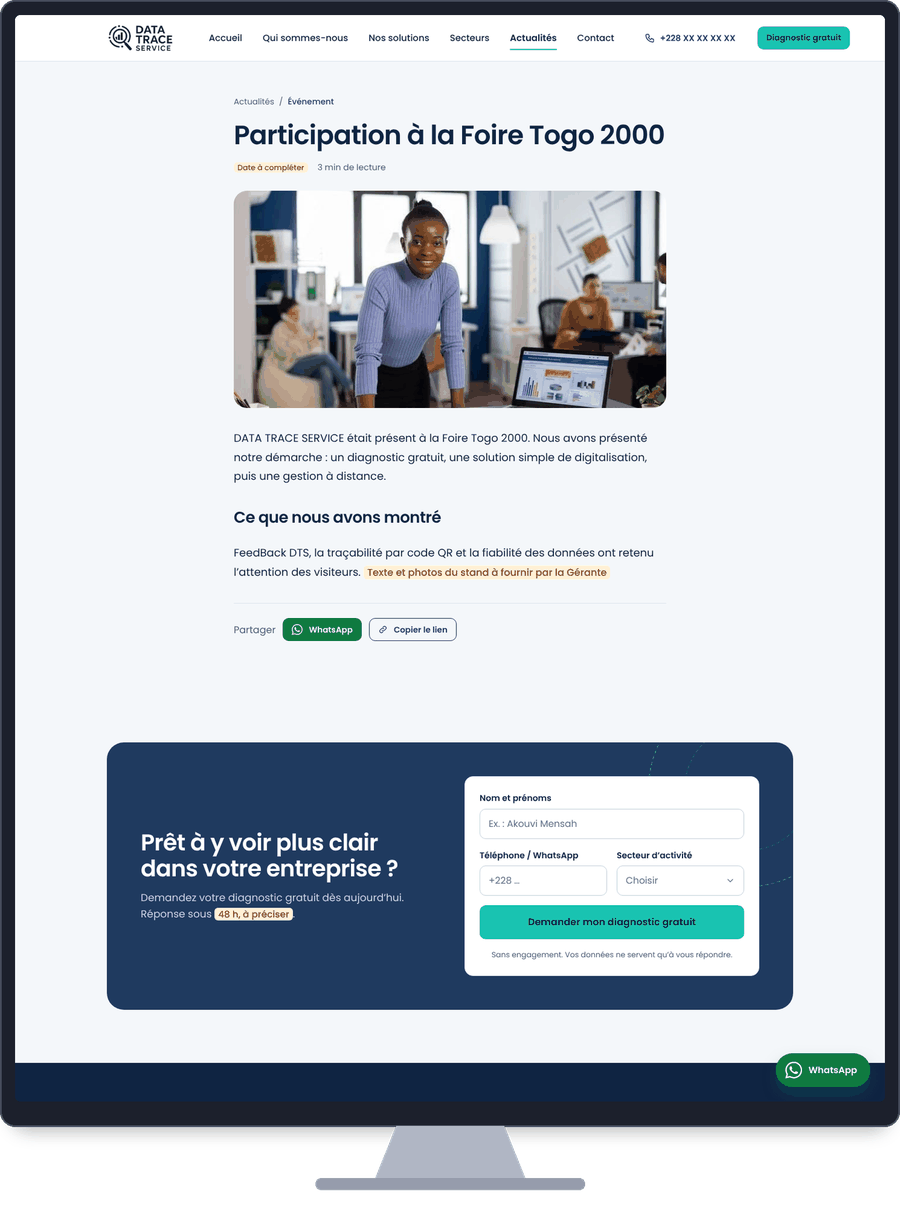 DATA
TRACE
SERVICE
Accueil
Qui sommes-nous
Nos solutions
Secteurs
Actualités
Contact
+228 XX XX XX XX
Diagnostic gratuit
Actualités / Événement
Participation à la Foire Togo 2000
Date à compléter
3 min de lecture
DATA TRACE SERVICE était présent à la Foire Togo 2000. Nous avons présenté
notre démarche : un diagnostic gratuit, une solution simple de digitalisation,
puis une gestion à distance.
Ce que nous avons montré
FeedBack DTS, la traçabilité par code QR et la fiabilité des données ont retenu
l’attention des visiteurs. Texte et photos du stand à fournir par la Gérante
Partager
WhatsApp
Copier le lien
Prêt à y voir plus clair
dans votre entreprise ?
Demandez votre diagnostic gratuit dès aujourd’hui.
Réponse sous 48 h, à préciser.
Nom et prénoms
Ex. : Akouvi Mensah
Téléphone / WhatsApp
Secteur d’activité
+228 ...
Choisir
Demander mon diagnostic gratuit
Sans engagement. Vos données ne servent qu’à vous répondre.
WhatsApp